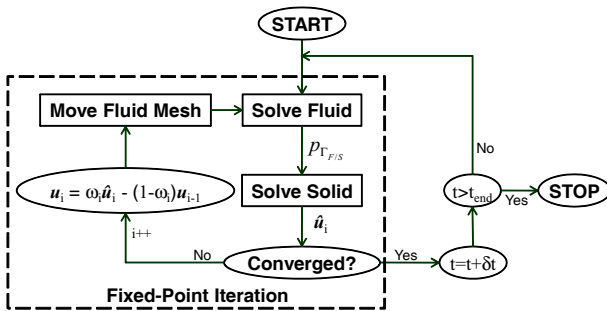 START
Move Fluid Mesh
Solve Fluid
p_{Γ_{F/S}}
No
u_i = ω_i û_i - (1-ω_i)u_{i-1}
Solve Solid
t>t_end
Yes
STOP
û_i
i++
No
Converged?
Yes
t=t+δt
Fixed-Point Iteration